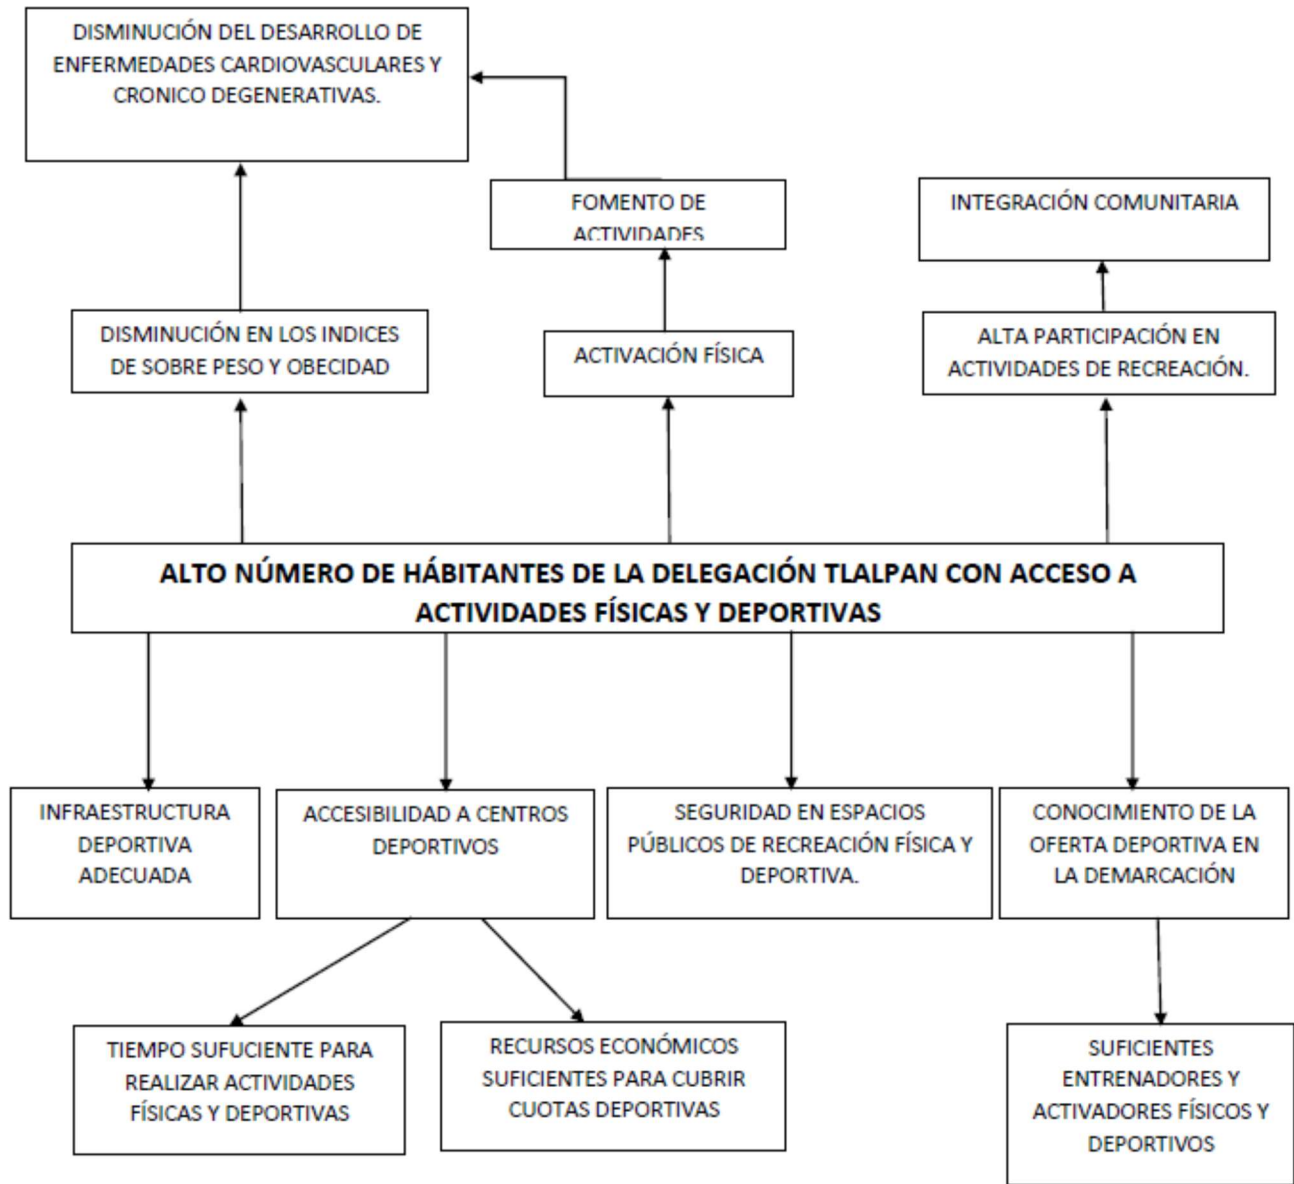 DISMINUCIÓN DEL DESARROLLO DE
ENFERMEDADES CARDIOVASCULARES Y
CRONICO DEGENERATIVAS.
FOMENTO DE
ACTIVIDADES
INTEGRACIÓN COMUNITARIA
DISMINUCIÓN EN LOS INDICES
DE SOBRE PESO Y OBECIDAD
ACTIVACIÓN FÍSICA
ALTA PARTICIPACIÓN EN
ACTIVIDADES DE RECREACIÓN.
ALTO NÚMERO DE HÁBITANTES DE LA DELEGACIÓN TLALPAN CON ACCESO A
ACTIVIDADES FÍSICAS Y DEPORTIVAS
INFRAESTRUCTURA
DEPORTIVA
ADECUADA
ACCESIBILIDAD A CENTROS
DEPORTIVOS
SEGURIDAD EN ESPACIOS
PÚBLICOS DE RECREACIÓN FÍSICA Y
DEPORTIVA.
CONOCIMIENTO DE LA
OFERTA DEPORTIVA EN
LA DEMARCACIÓN
TIEMPO SUFUCIENTE PARA
REALIZAR ACTIVIDADES
FÍSICAS Y DEPORTIVAS
RECURSOS ECONÓMICOS
SUFICIENTES PARA CUBRIR
CUOTAS DEPORTIVAS
SUFICIENTES
ENTRENADORES Y
ACTIVADORES FÍSICOS Y
DEPORTIVOS